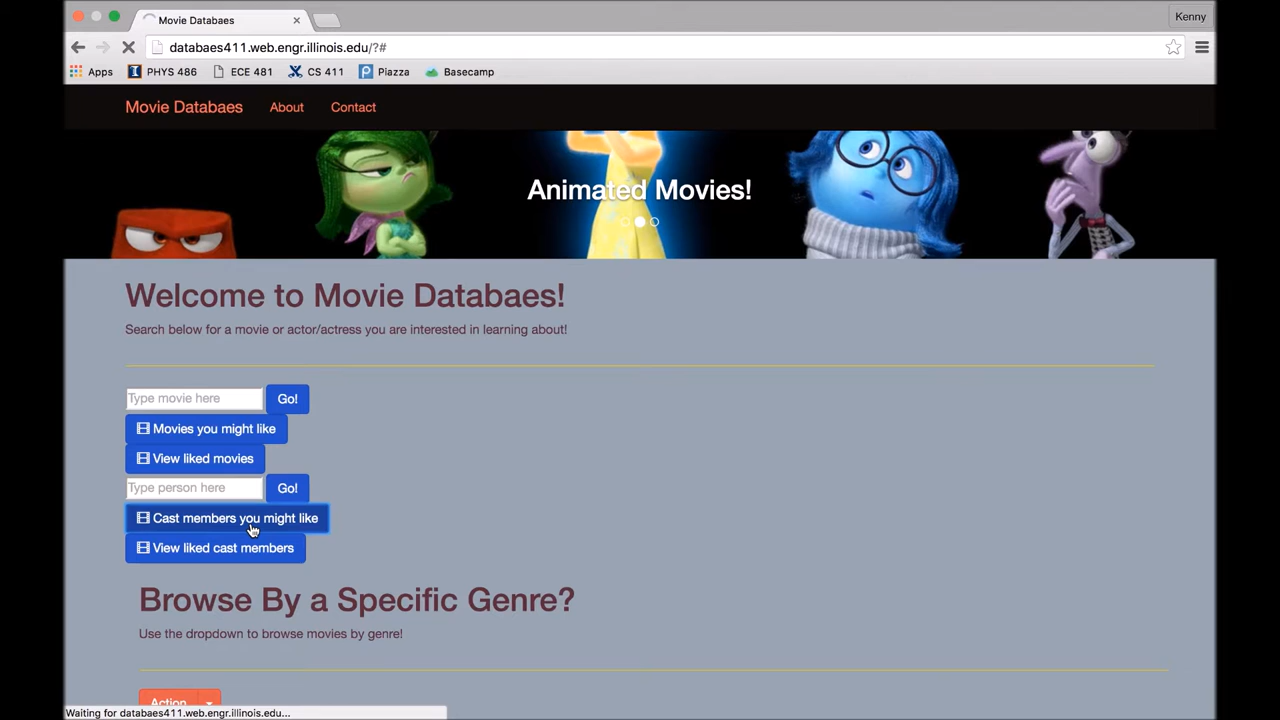 Movie Databaes
Kenny
databaes411.web.engr.illinois.edu/?#
Apps PHYS 486 ECE 481 CS 411 Piazza Basecamp
Movie Databaes About Contact
Animated Movies!
Welcome to Movie Databaes!
Search below for a movie or actor/actress you are interested in learning about!
Type movie here Go!
Movies you might like
View liked movies
Type person here Go!
Cast members you might like
View liked cast members
Browse By a Specific Genre?
Use the dropdown to browse movies by genre!
Action
Waiting for databaes411.web.engr.illinois.edu...